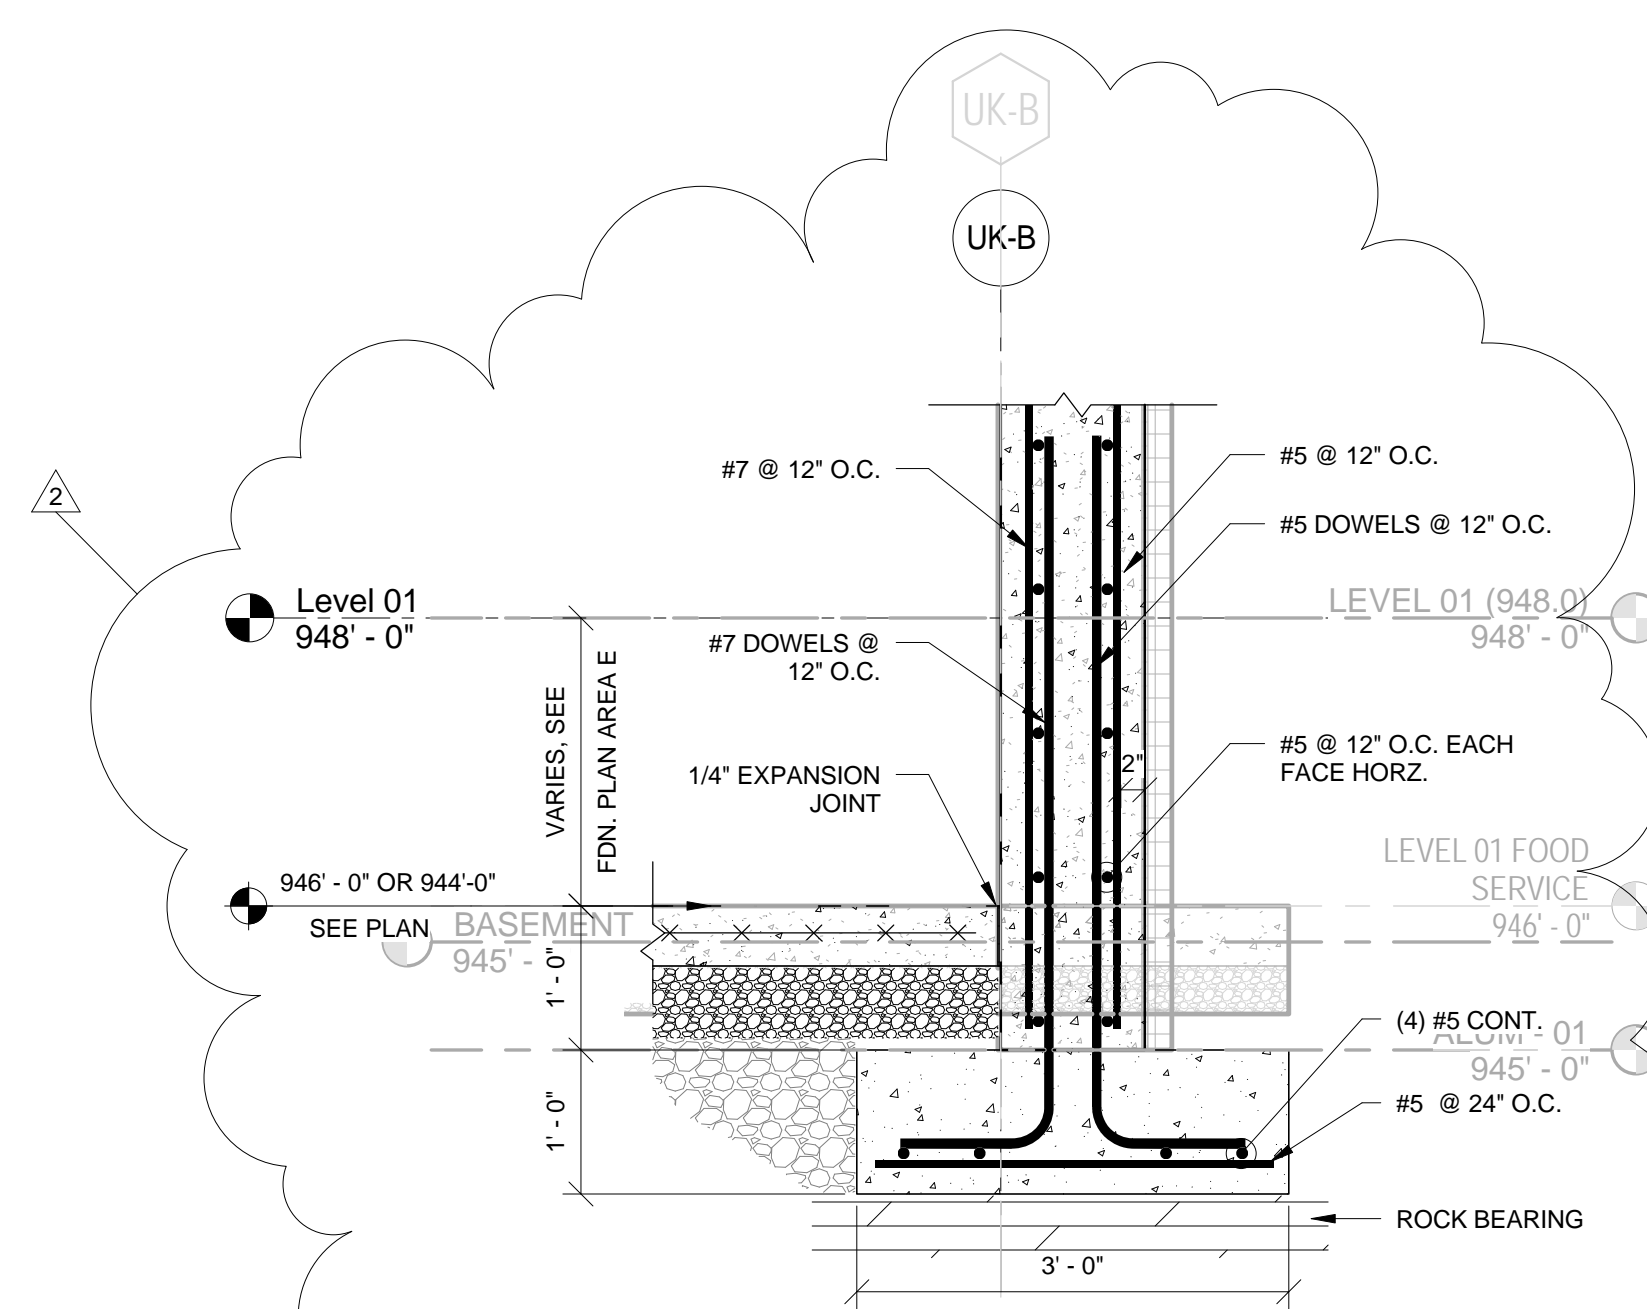 UK-B
UK-B
#7 @ 12" O.C.
#5 @ 12" O.C.
2
#5 DOWELS @ 12" O.C.
Level 01
948' - 0"
LEVEL 01 (948.0)
948' - 0"
#7 DOWELS @
12" O.C.
VARIES, SEE
FDN. PLAN AREA E
1/4" EXPANSION
JOINT
2"
#5 @ 12" O.C. EACH
FACE HORZ.
LEVEL 01 FOOD
SERVICE
946' - 0"
946' - 0" OR 944'-0"
SEE PLAN
BASEMENT
945' -
1' - 0"
(4) #5 CONT.
ALUM - 01
945' - 0"
#5 @ 24" O.C.
1' - 0"
ROCK BEARING
3' - 0"